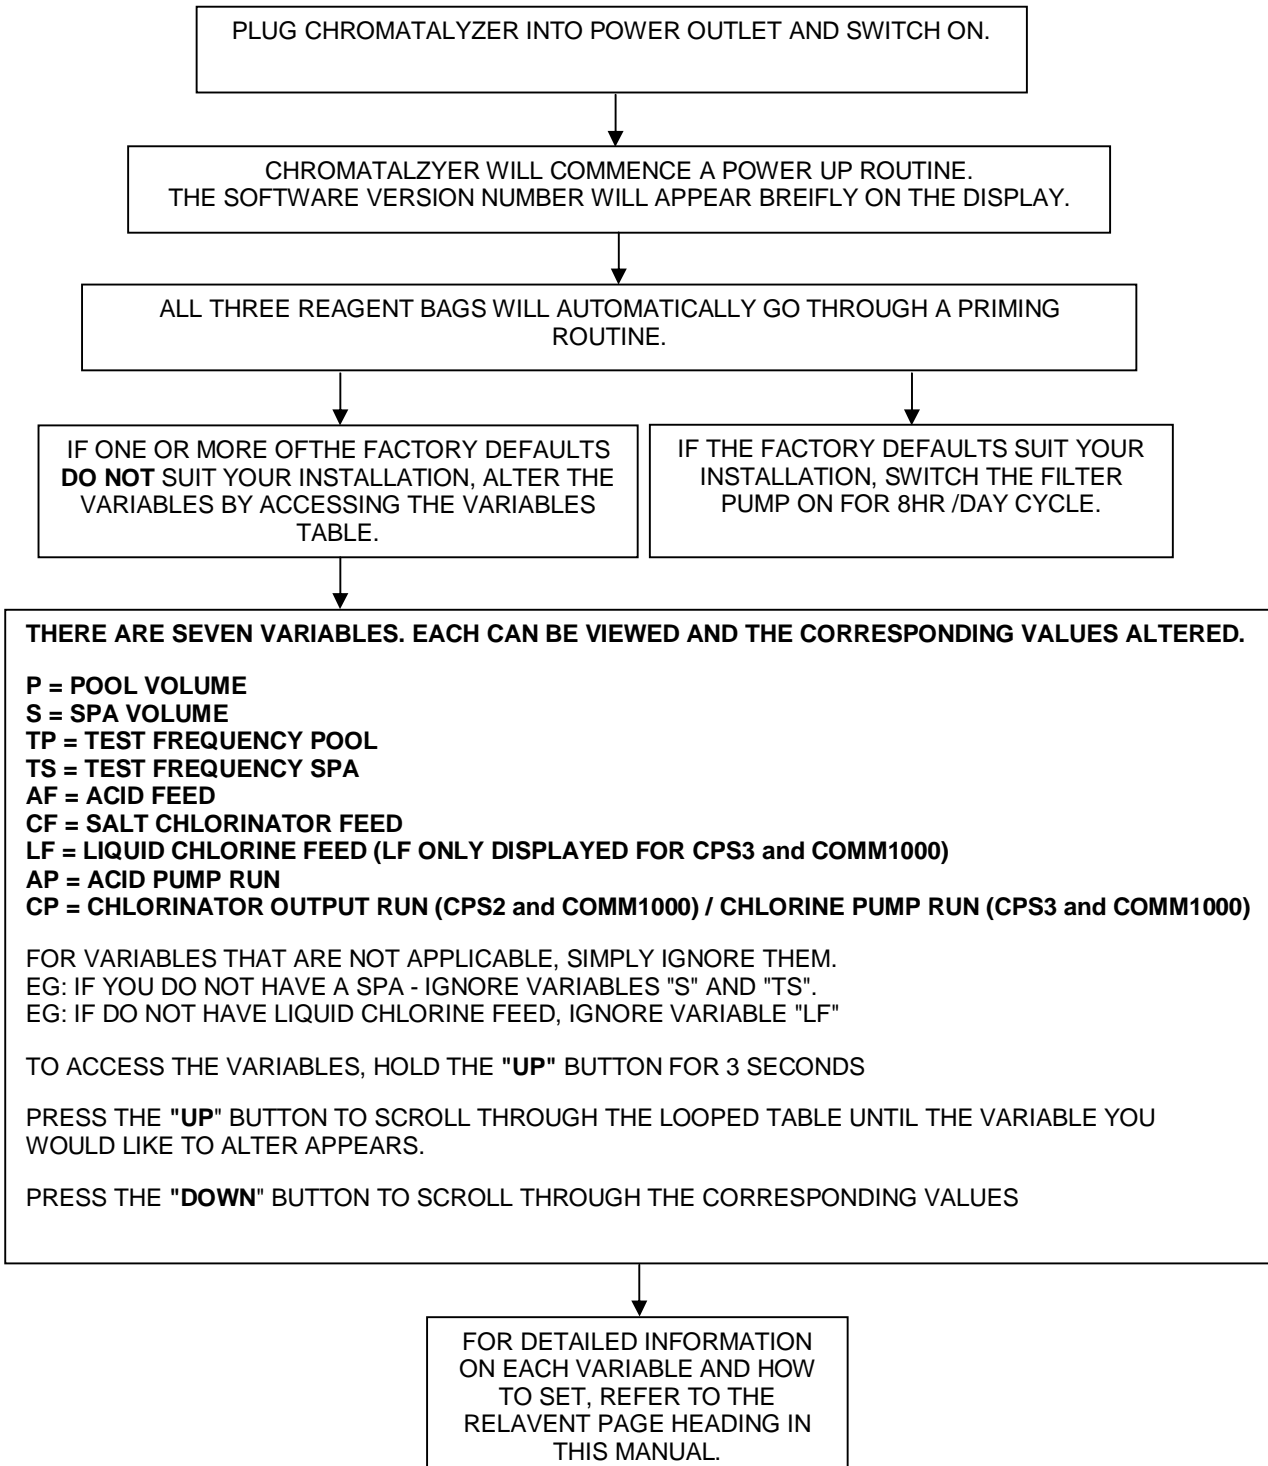 PLUG CHROMATALYZER INTO POWER OUTLET AND SWITCH ON.
CHROMATALZYER WILL COMMENCE A POWER UP ROUTINE.
THE SOFTWARE VERSION NUMBER WILL APPEAR BREIFLY ON THE DISPLAY.
ALL THREE REAGENT BAGS WILL AUTOMATICALLY GO THROUGH A PRIMING
ROUTINE.
IF ONE OR MORE OFTHE FACTORY DEFAULTS
DO NOT SUIT YOUR INSTALLATION, ALTER THE
VARIABLES BY ACCESSING THE VARIABLES
TABLE.
IF THE FACTORY DEFAULTS SUIT YOUR
INSTALLATION, SWITCH THE FILTER
PUMP ON FOR 8HR /DAY CYCLE.
THERE ARE SEVEN VARIABLES. EACH CAN BE VIEWED AND THE CORRESPONDING VALUES ALTERED.
P = POOL VOLUME
S = SPA VOLUME
TP = TEST FREQUENCY POOL
TS = TEST FREQUENCY SPA
AF = ACID FEED
CF = SALT CHLORINATOR FEED
LF = LIQUID CHLORINE FEED (LF ONLY DISPLAYED FOR CPS3 and COMM1000)
AP = ACID PUMP RUN
CP = CHLORINATOR OUTPUT RUN (CPS2 and COMM1000) / CHLORINE PUMP RUN (CPS3 and COMM1000)
FOR VARIABLES THAT ARE NOT APPLICABLE, SIMPLY IGNORE THEM.
EG: IF YOU DO NOT HAVE A SPA - IGNORE VARIABLES "S" AND "TS".
EG: IF DO NOT HAVE LIQUID CHLORINE FEED, IGNORE VARIABLE "LF"
TO ACCESS THE VARIABLES, HOLD THE "UP" BUTTON FOR 3 SECONDS
PRESS THE "UP" BUTTON TO SCROLL THROUGH THE LOOPED TABLE UNTIL THE VARIABLE YOU
WOULD LIKE TO ALTER APPEARS.
PRESS THE "DOWN" BUTTON TO SCROLL THROUGH THE CORRESPONDING VALUES
FOR DETAILED INFORMATION
ON EACH VARIABLE AND HOW
TO SET, REFER TO THE
RELAVENT PAGE HEADING IN
THIS MANUAL.